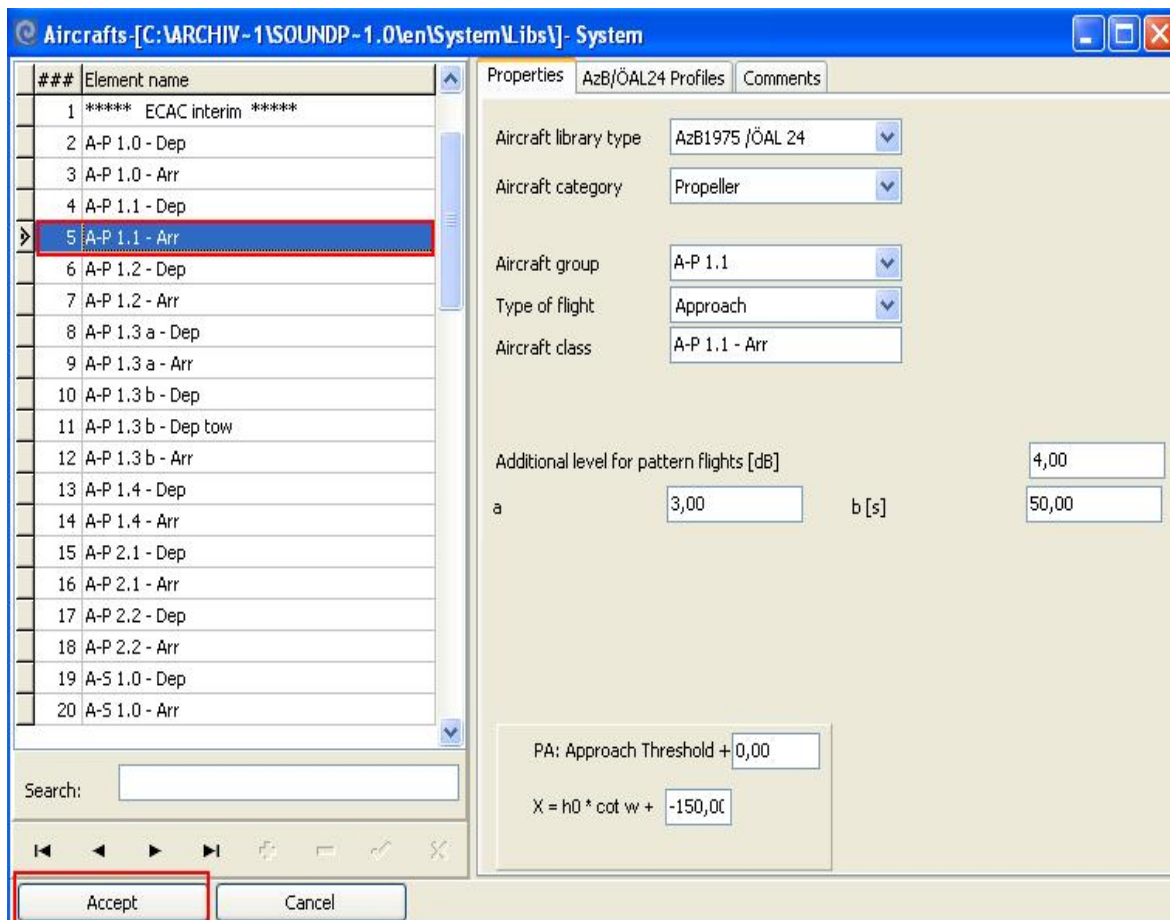 Aircrafts-[C:\ARCHIV~1\SOUNDP~1.0\en\System\Libs\]- System
### Element name
1 ***** ECAC interim *****
2 A-P 1.0 - Dep
3 A-P 1.0 - Arr
4 A-P 1.1 - Dep
5 A-P 1.1 - Arr
6 A-P 1.2 - Dep
7 A-P 1.2 - Arr
8 A-P 1.3 a - Dep
9 A-P 1.3 a - Arr
10 A-P 1.3 b - Dep
11 A-P 1.3 b - Dep tow
12 A-P 1.3 b - Arr
13 A-P 1.4 - Dep
14 A-P 1.4 - Arr
15 A-P 2.1 - Dep
16 A-P 2.1 - Arr
17 A-P 2.2 - Dep
18 A-P 2.2 - Arr
19 A-S 1.0 - Dep
20 A-S 1.0 - Arr
Search:
Accept Cancel
Properties AzB/ÖAL24 Profiles Comments
Aircraft library type AzB1975 /ÖAL 24
Aircraft category Propeller
Aircraft group A-P 1.1
Type of flight Approach
Aircraft class A-P 1.1 - Arr
Additional level for pattern flights [dB] 4,00
a 3,00 b [s] 50,00
PA: Approach Threshold + 0,00
X = h0 * cot w + -150,00